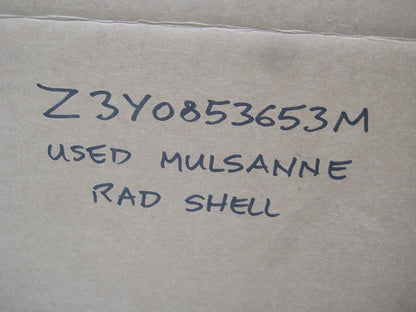 Z3Y0853653M
USED MULSANNE
RAD SHELL